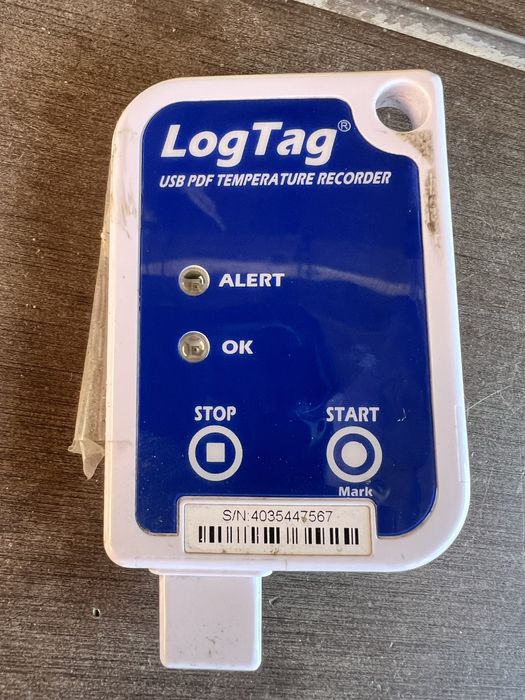 LogTag®
USB PDF TEMPERATURE RECORDER
ALERT
OK
STOP START
Mark
S/N:4035447567